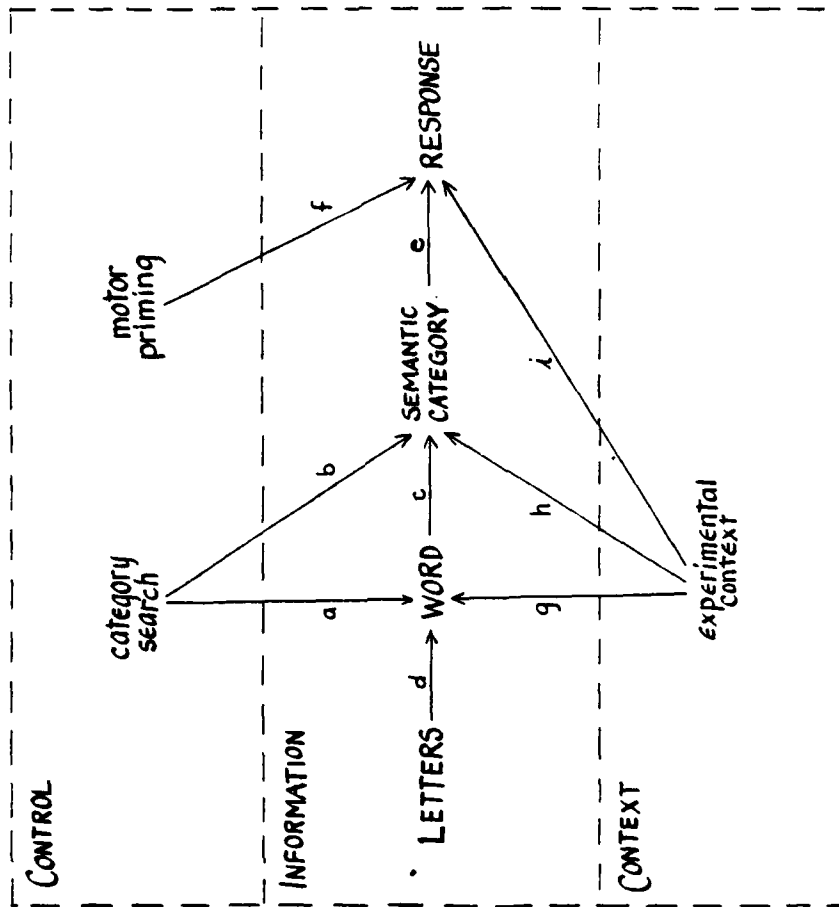 CONTROL
category
search
motor
priming
a
b
f
INFORMATION
LETTERS
d
WORD
c
SEMANTIC
CATEGORY
e
RESPONSE
g
h
i
CONTEXT
experimental
context